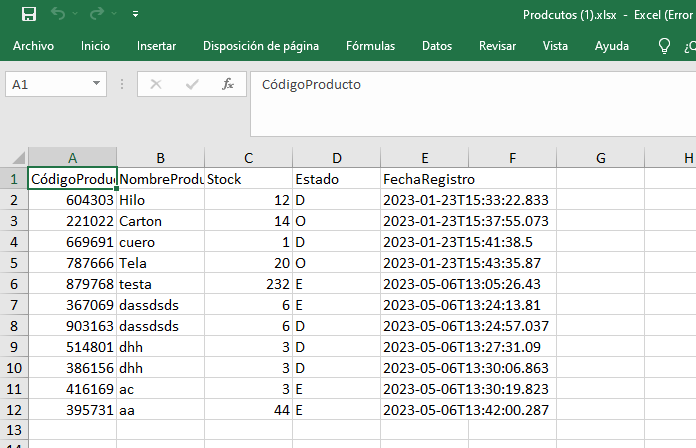 Prodcutos (1).xlsx - Excel (Error
Archivo Inicio Insertar Disposición de página Fórmulas Datos Revisar Vista Ayuda
A1 fx CódigoProducto
A B C D E F G H
1 CódigoProduc NombreProdu Stock Estado FechaRegistro
2 604303 Hilo 12 D 2023-01-23T15:33:22.833
3 221022 Carton 14 O 2023-01-23T15:37:55.073
4 669691 cuero 1 D 2023-01-23T15:41:38.5
5 787666 Tela 20 O 2023-01-23T15:43:35.87
6 879768 testa 232 E 2023-05-06T13:05:26.43
7 367069 dassdsds 6 E 2023-05-06T13:24:13.81
8 903163 dassdsds 6 D 2023-05-06T13:24:57.037
9 514801 dhh 3 D 2023-05-06T13:27:31.09
10 386156 dhh 3 D 2023-05-06T13:30:06.863
11 416169 ac 3 E 2023-05-06T13:30:19.823
12 395731 aa 44 E 2023-05-06T13:42:00.287
13
14